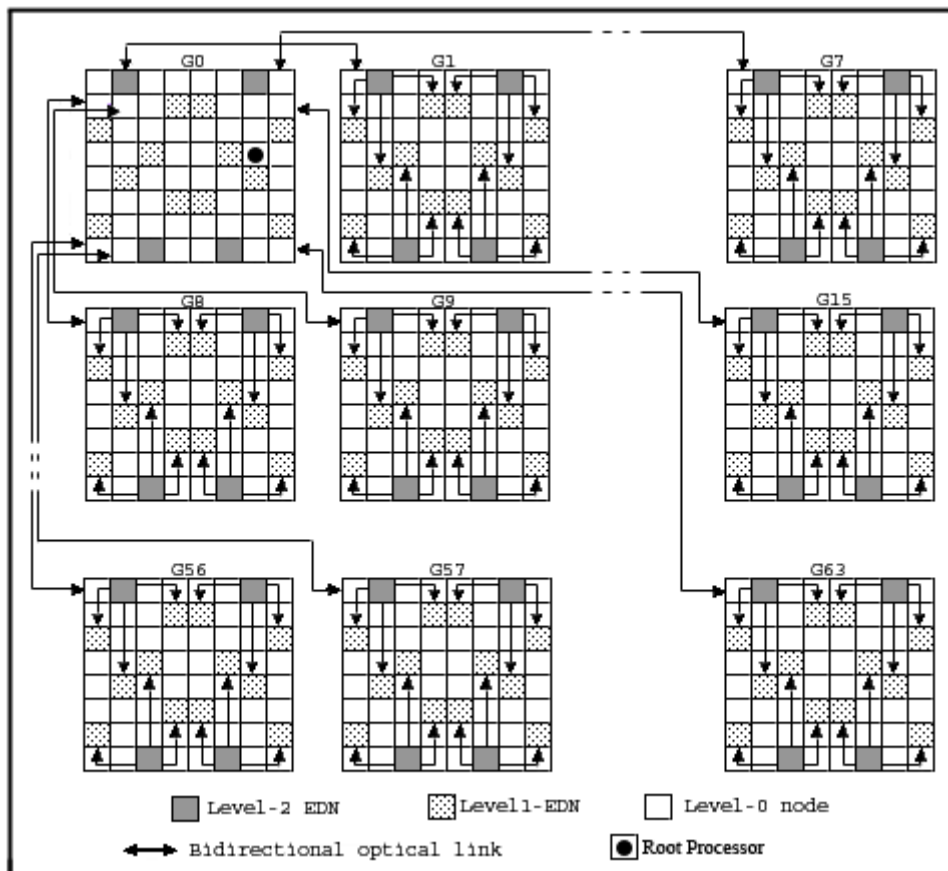 G0 G1 G7
G8 G9 G15
G56 G57 G63
Level-2 EDN Level1-EDN Level-0 node
Bidirectional optical link Root Processor